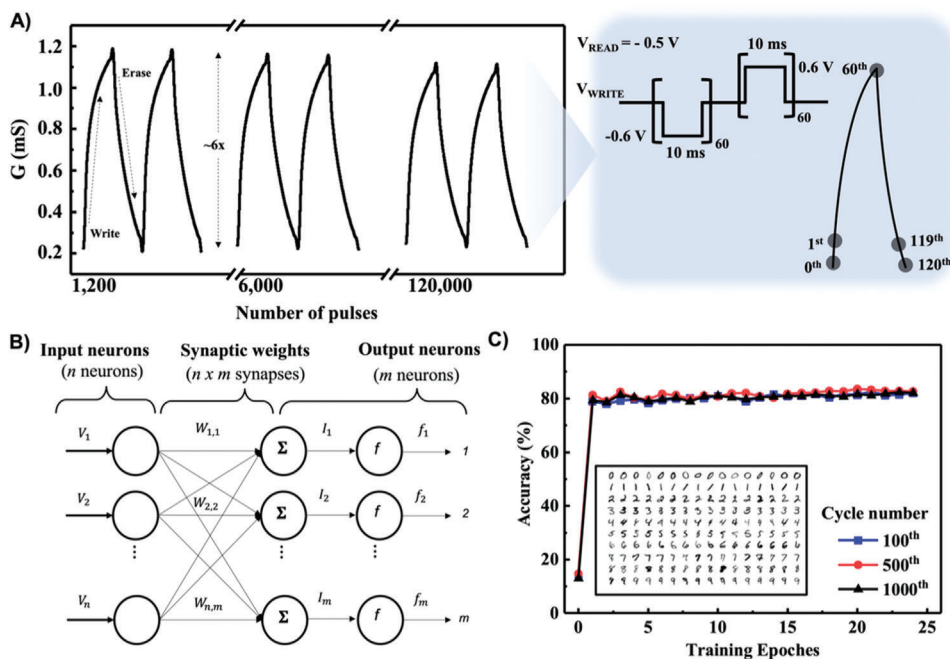 A)
G (mS)
1.2
1.0
0.8
0.6
0.4
0.2
Erase
Write
~6x
1,200
6,000
120,000
Number of pulses
V_READ = - 0.5 V
V_WRITE
10 ms
0.6 V
60
-0.6 V
10 ms
60
60th
1st
0th
119th
120th
B)
Input neurons
(n neurons)
Synaptic weights
(n x m synapses)
Output neurons
(m neurons)
V1
W1,1
Σ
I1
f
f1
1
V2
W2,2
Σ
I2
f
f2
2
Vn
Wn,m
Σ
Im
f
fm
m
C)
Accuracy (%)
100
80
60
40
20
0
0 5 10 15 20 25
Training Epoches
Cycle number
100th
500th
1000th